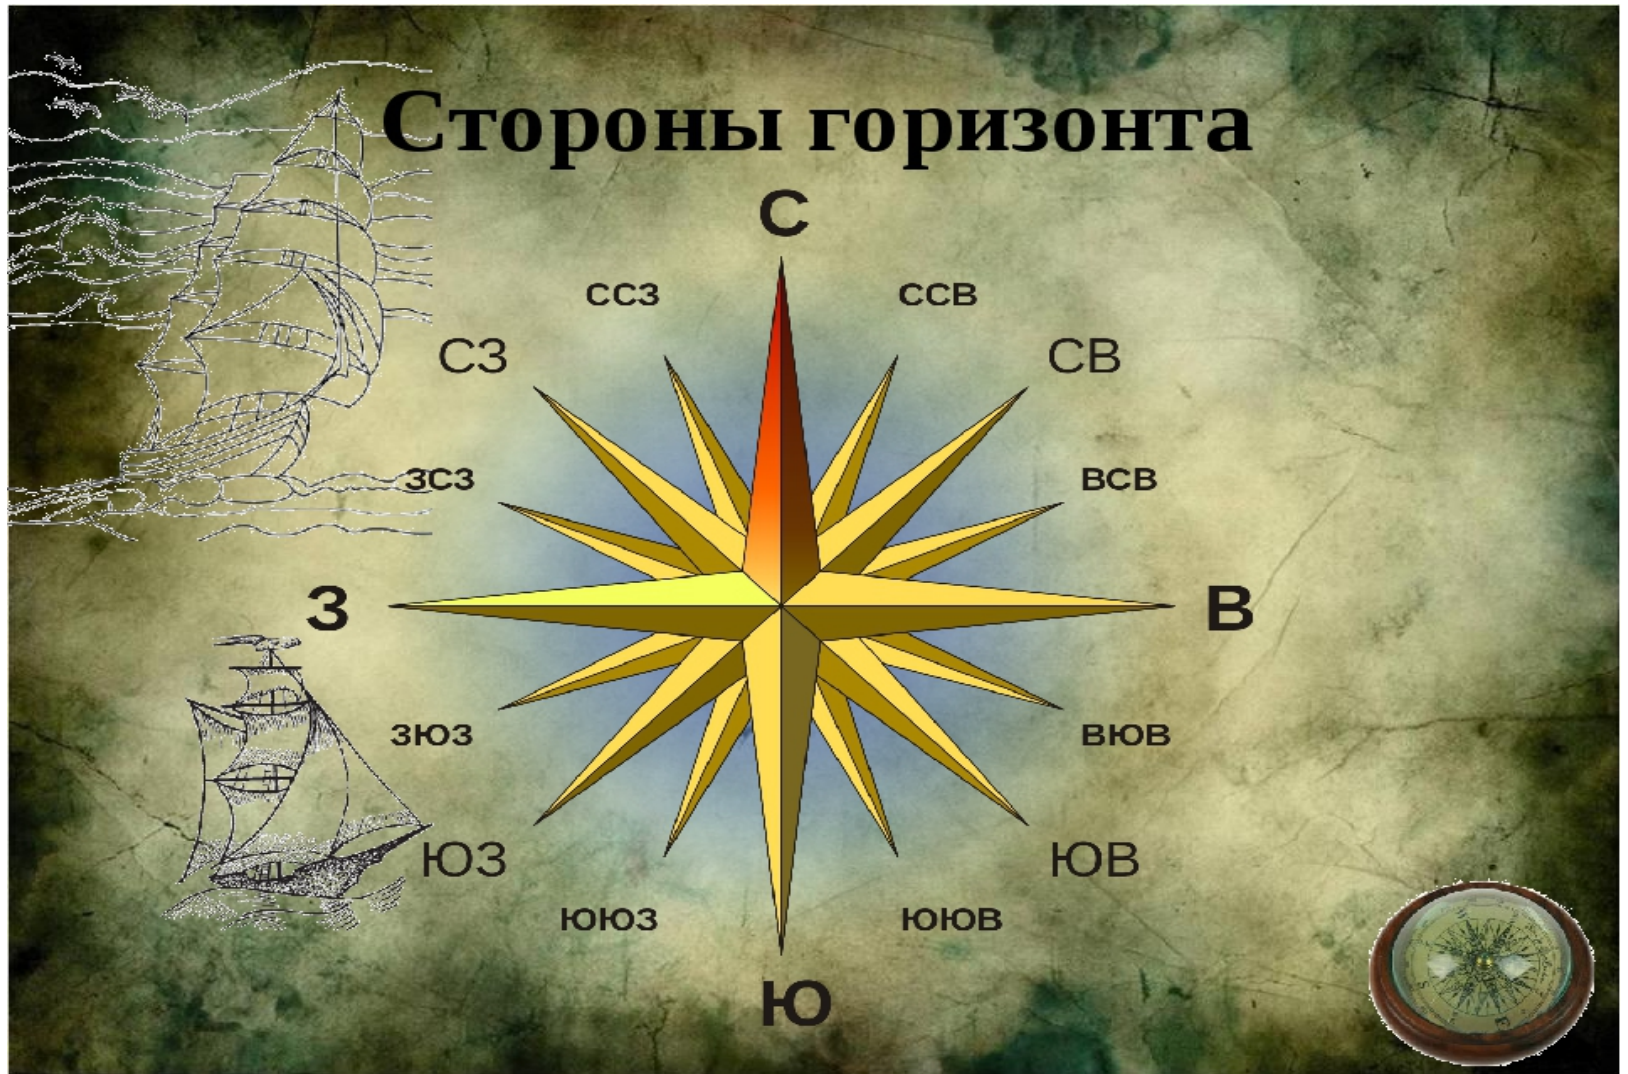 Стороны горизонта
С
ССЗ ССВ
СЗ СВ
ЗСЗ ВСВ
З В
ЗЮЗ ВЮВ
ЮЗ ЮВ
ЮЮЗ ЮЮВ
Ю